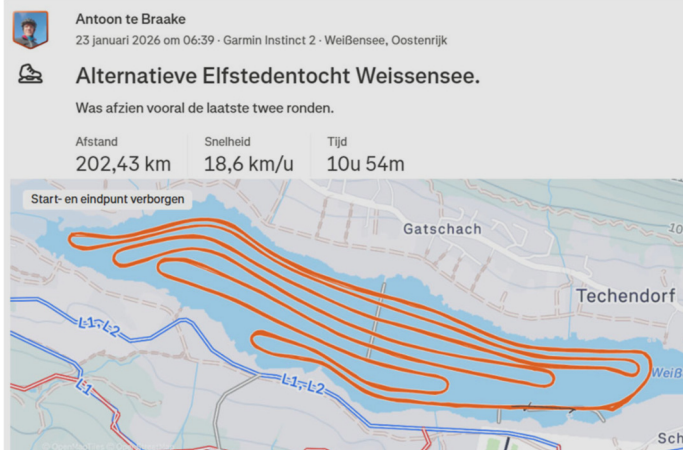 Antoon te Braake
23 januari 2026 om 06:39 · Garmin Instinct 2 · Weißensee, Oostenrijk
Alternatieve Elfstedentocht Weissensee.
Was afzien vooral de laatste twee ronden.
Afstand Snelheid Tijd
202,43 km 18,6 km/u 10u 54m
Start- en eindpunt verborgen
Gatschach
10
Techendorf
L1, L2
Weiß
L1, L2
L1
Sch